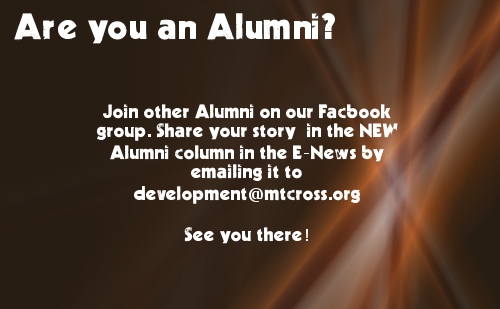 Are you an Alumni?
Join other Alumni on our Facbook
group. Share your story in the NEW
Alumni column in the E-News by
emailing it to
development@mtcross.org
See you there!